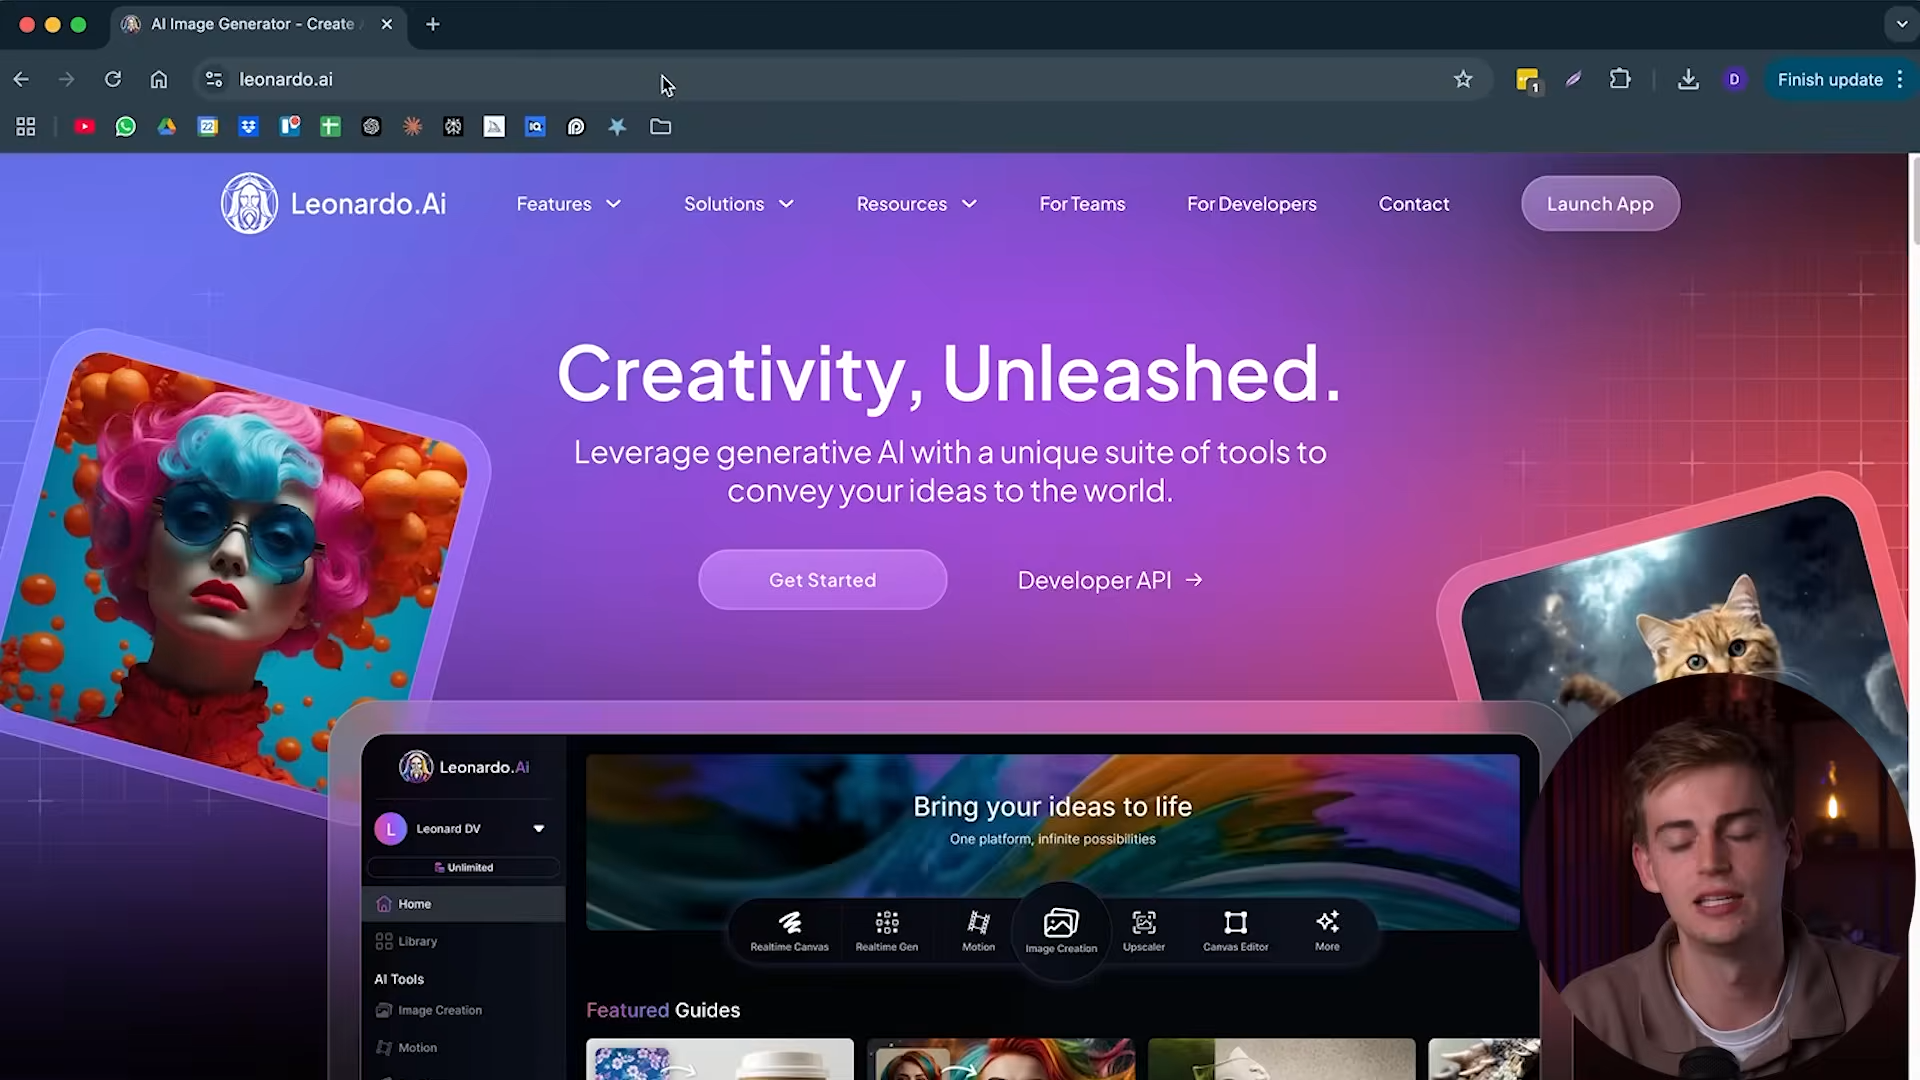 AI Image Generator - Create
leonardo.ai
1
D
Finish update
22
IQ
Leonardo.Ai
Features
Solutions
Resources
For Teams
For Developers
Contact
Launch App
Creativity, Unleashed.
Leverage generative AI with a unique suite of tools to
convey your ideas to the world.
Get Started
Developer API →
Leonardo.Ai
L
Leonard DV
Unlimited
Home
Library
AI Tools
Image Creation
Motion
Bring your ideas to life
One platform, infinite possibilities
Realtime Canvas
Realtime Gen
Motion
Image Creation
Upscaler
Canvas Editor
More
Featured Guides